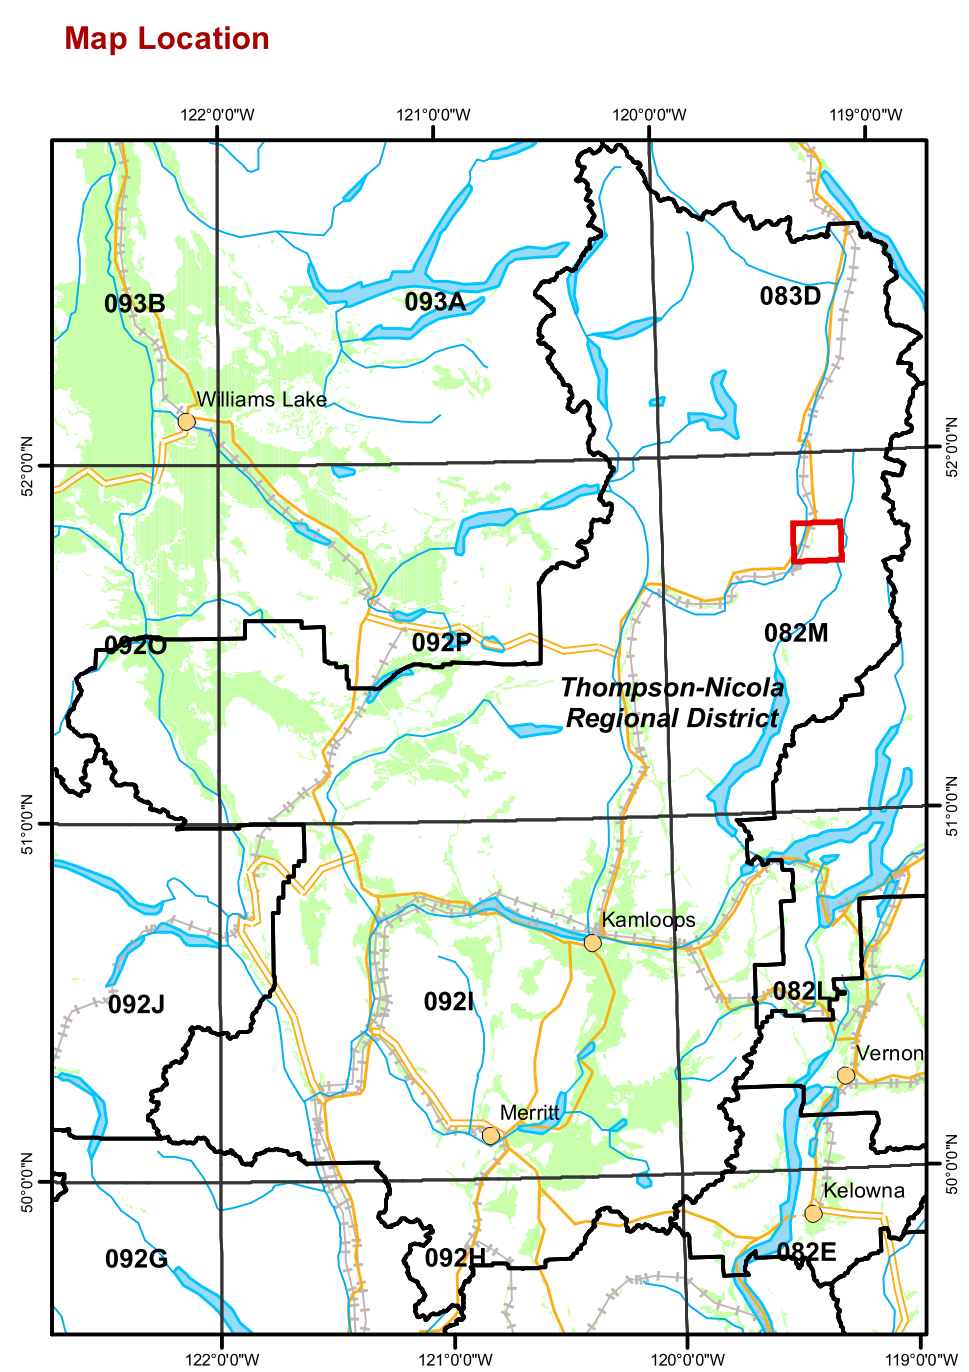 Map Location
122°0'0"W 121°0'0"W 120°0'0"W 119°0'0"W
093B
093A
083D
Williams Lake
52°0'0"N
52°0'0"N
092O
092P
082M
Thompson-Nicola
Regional District
51°0'0"N
51°0'0"N
Kamloops
092J
092I
082L
Vernon
Merritt
50°0'0"N
50°0'0"N
Kelowna
092G
092H
082E
122°0'0"W 121°0'0"W 120°0'0"W 119°0'0"W